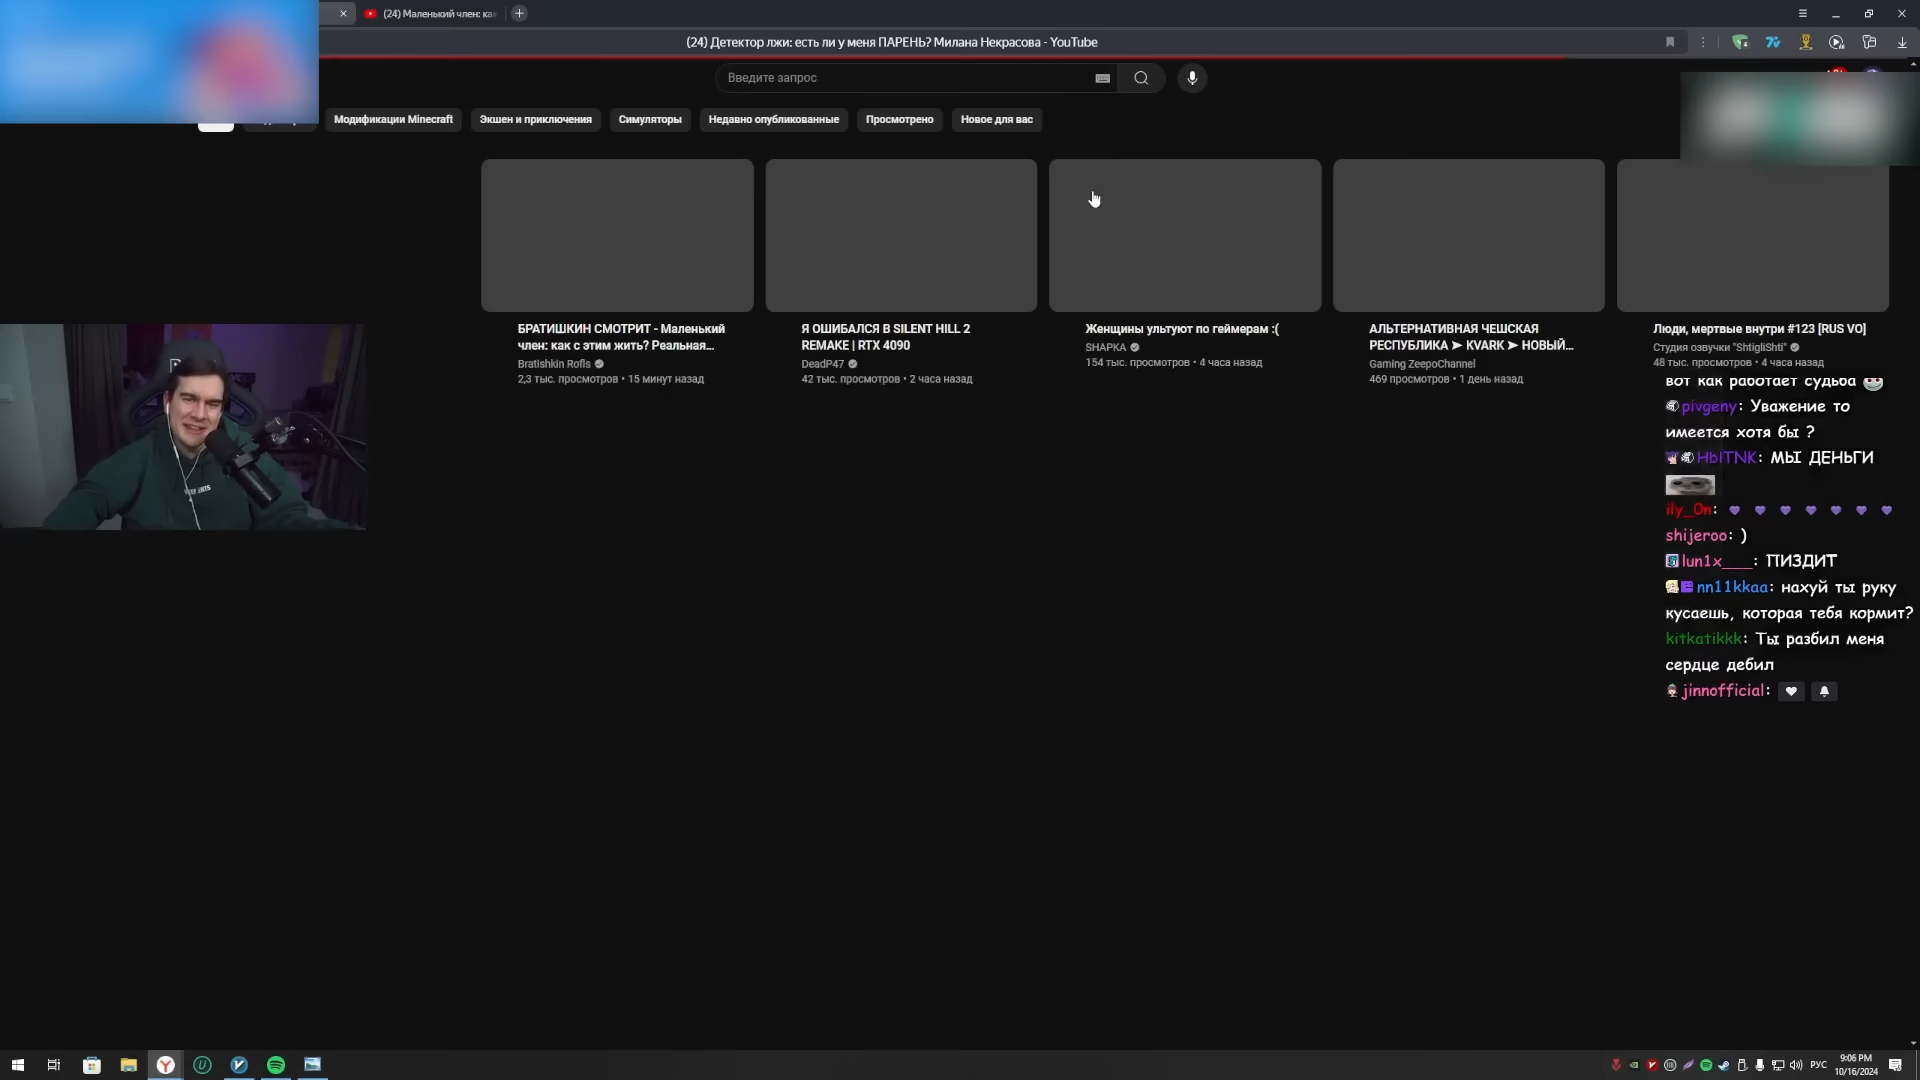 (24) Маленький член: ка
(24) Детектор лжи: есть ли у меня ПАРЕНЬ? Милана Некрасова - YouTube
Введите запрос
Модификации Minecraft
Экшен и приключения
Симуляторы
Недавно опубликованные
Просмотрено
Новое для вас
БРАТИШКИН СМОТРИТ - Маленький
член: как с этим жить? Реальная...
Bratishkin Rofls
2,3 тыс. просмотров • 15 минут назад
Я ОШИБАЛСЯ В SILENT HILL 2
REMAKE | RTX 4090
DeadP47
42 тыс. просмотров • 2 часа назад
Женщины ультуют по геймерам :(
SHAPKA
154 тыс. просмотров • 4 часа назад
АЛЬТЕРНАТИВНАЯ ЧЕШСКАЯ
РЕСПУБЛИКА ➤ KVARK ➤ НОВЫЙ...
Gaming ZeepoChannel
469 просмотров • 1 день назад
Люди, мертвые внутри #123 [RUS VO]
Студия озвучки "ShtigliShti"
48 тыс. просмотров • 4 часа назад
вот как работает судьба
pivgeny: Уважение то
имеется хотя бы ?
HbITNK: МЫ ДЕНЬГИ
ily_0n:
shijeroo: )
lun1x___: ПИЗДИТ
nn11kkaa: нахуй ты руку
кусаешь, которая тебя кормит?
kitkatikkk: Ты разбил меня
сердце дебил
jinnofficial:
РУС
9:06 PM
10/16/2024